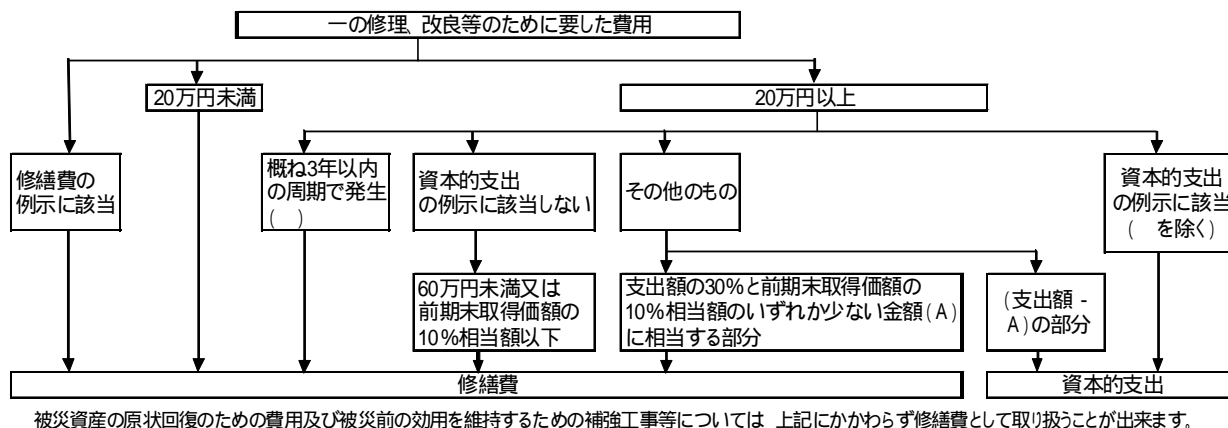 一の修理、改良等のために要した費用
20万円未満
20万円以上
修繕費の
例示に該当
概ね3年以内
の周期で発生
(　)
資本的支出
の例示に該当しない
その他のもの
資本的支出
の例示に該当
(　を除く)
60万円未満又は
前期末取得価額の
10%相当額以下
支出額の30%と前期末取得価額の
10%相当額のいずれか少ない金額(A)
に相当する部分
(支出額 -
A)の部分
修繕費
資本的支出
被災資産の原状回復のための費用及び被災前の効用を維持するための補強工事等については 上記にかかわらず修繕費として取り扱うことが出来ます。